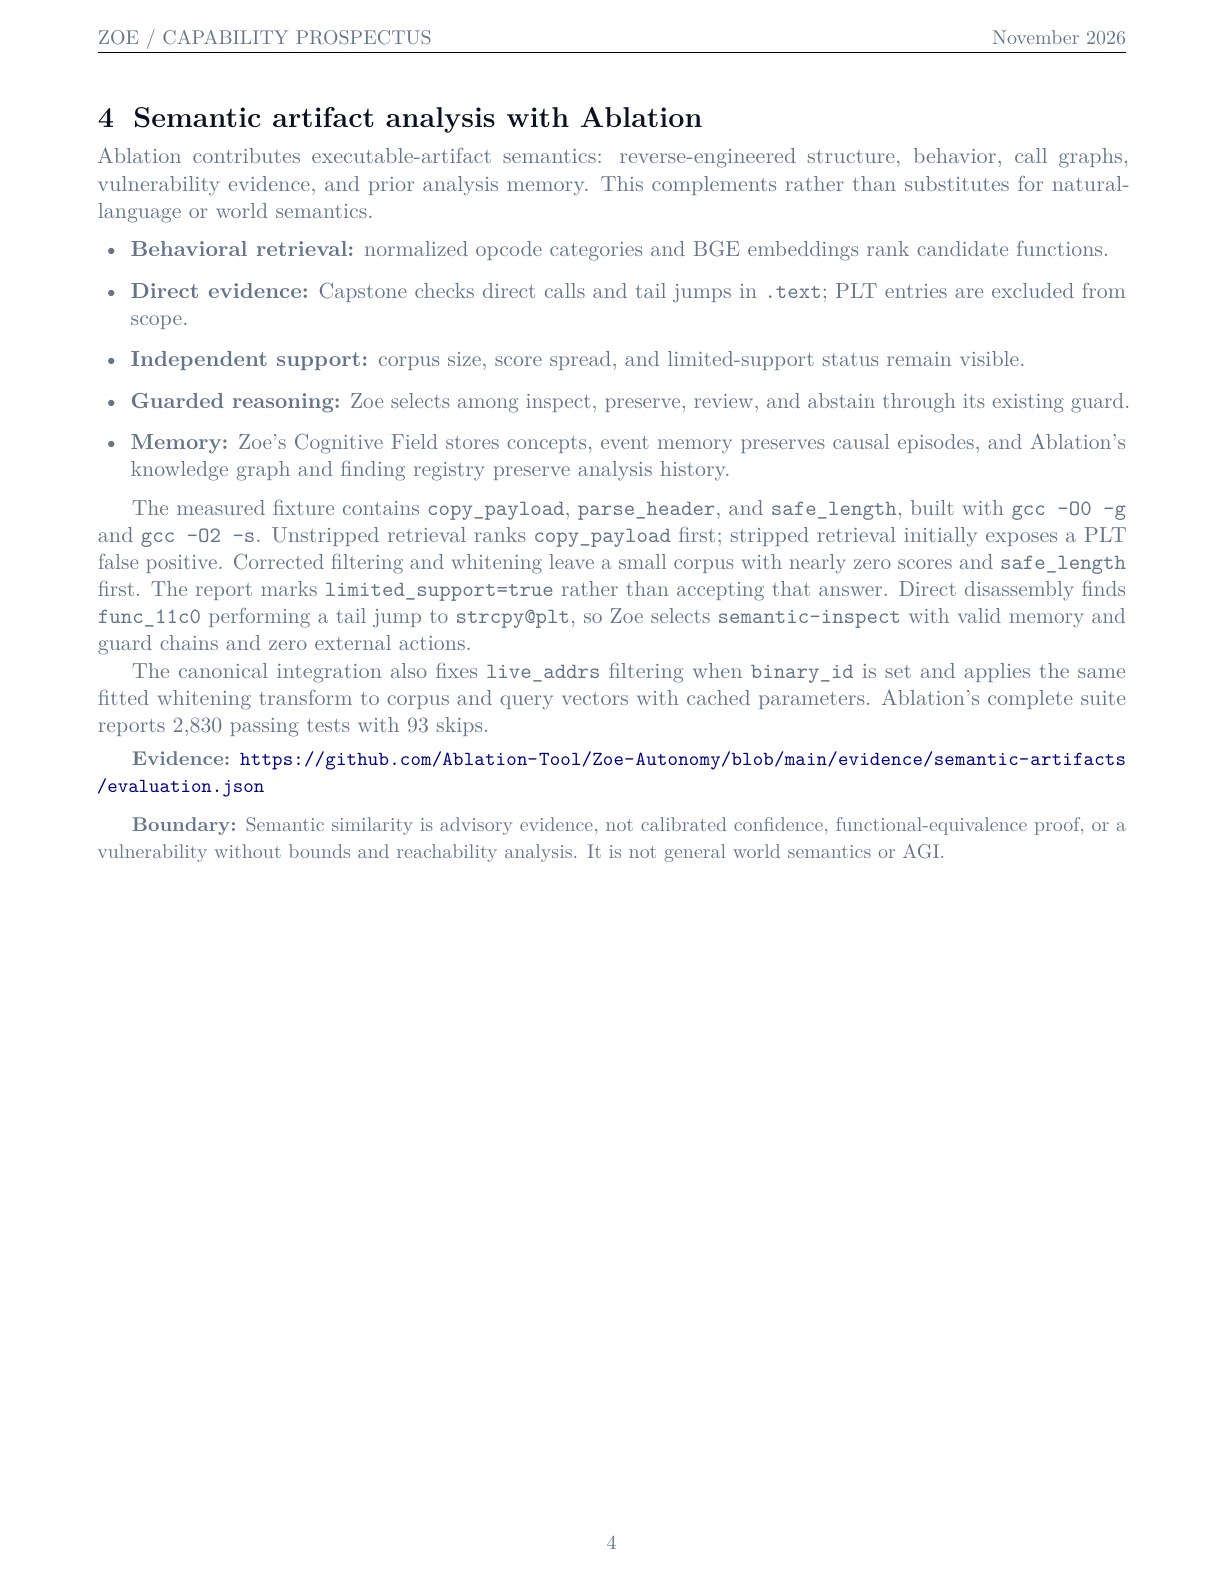 ZOE / CAPABILITY PROSPECTUS November 2026
4 Semantic artifact analysis with Ablation
Ablation contributes executable-artifact semantics: reverse-engineered structure, behavior, call graphs,
vulnerability evidence, and prior analysis memory. This complements rather than substitutes for natural-
language or world semantics.
• Behavioral retrieval: normalized opcode categories and BGE embeddings rank candidate functions.
• Direct evidence: Capstone checks direct calls and tail jumps in .text; PLT entries are excluded from
scope.
• Independent support: corpus size, score spread, and limited-support status remain visible.
• Guarded reasoning: Zoe selects among inspect, preserve, review, and abstain through its existing guard.
• Memory: Zoe's Cognitive Field stores concepts, event memory preserves causal episodes, and Ablation's
knowledge graph and finding registry preserve analysis history.
The measured fixture contains copy_payload, parse_header, and safe_length, built with gcc -O0 -g
and gcc -O2 -s. Unstripped retrieval ranks copy_payload first; stripped retrieval initially exposes a PLT
false positive. Corrected filtering and whitening leave a small corpus with nearly zero scores and safe_length
first. The report marks limited_support=true rather than accepting that answer. Direct disassembly finds
func_11c0 performing a tail jump to strcpy@plt, so Zoe selects semantic-inspect with valid memory and
guard chains and zero external actions.
The canonical integration also fixes live_addrs filtering when binary_id is set and applies the same
fitted whitening transform to corpus and query vectors with cached parameters. Ablation's complete suite
reports 2,830 passing tests with 93 skips.
Evidence: https://github.com/Ablation-Tool/Zoe-Autonomy/blob/main/evidence/semantic-artifacts
/evaluation.json
Boundary: Semantic similarity is advisory evidence, not calibrated confidence, functional-equivalence proof, or a
vulnerability without bounds and reachability analysis. It is not general world semantics or AGI.
4